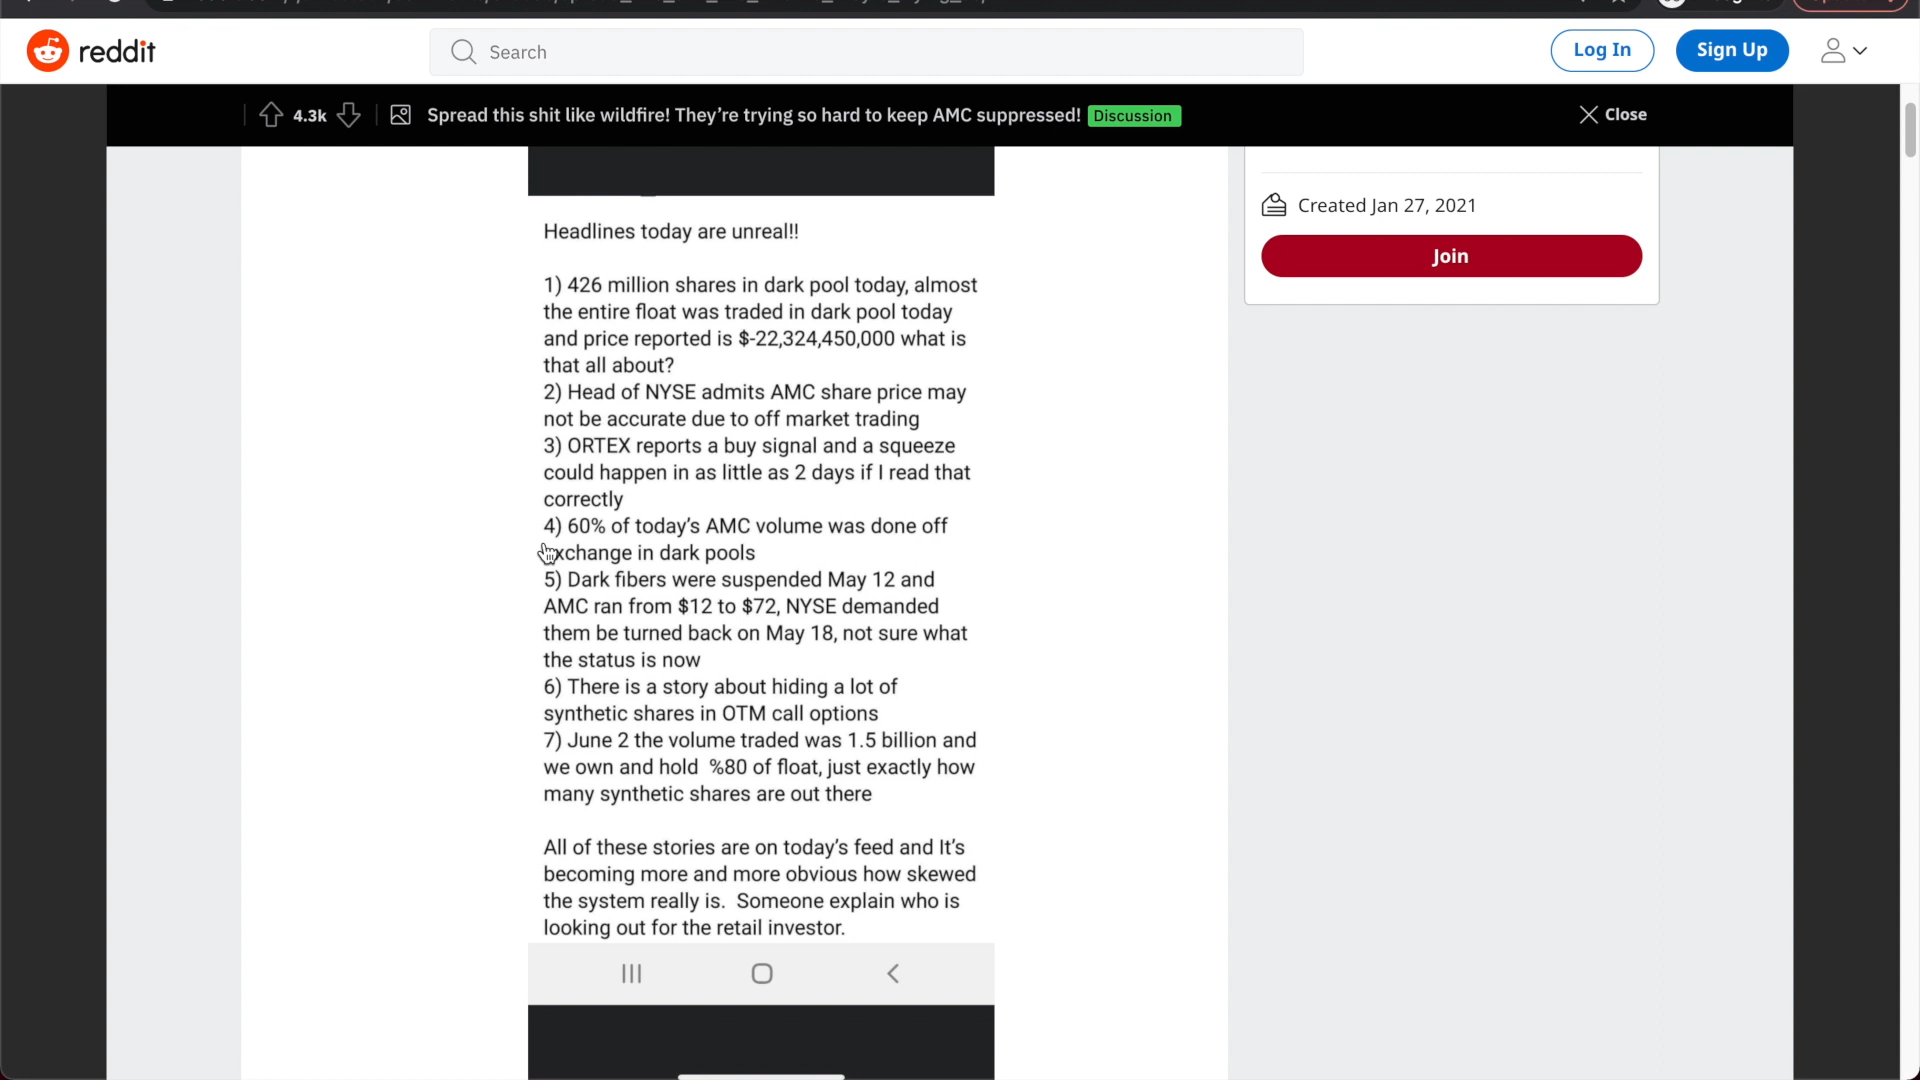 reddit
Search
Log In
Sign Up
4.3k
Spread this shit like wildfire! They’re trying so hard to keep AMC suppressed! Discussion
Close
Created Jan 27, 2021
Join
Headlines today are unreal!!
1) 426 million shares in dark pool today, almost
the entire float was traded in dark pool today
and price reported is $-22,324,450,000 what is
that all about?
2) Head of NYSE admits AMC share price may
not be accurate due to off market trading
3) ORTEX reports a buy signal and a squeeze
could happen in as little as 2 days if I read that
correctly
4) 60% of today's AMC volume was done off
exchange in dark pools
5) Dark fibers were suspended May 12 and
AMC ran from $12 to $72, NYSE demanded
them be turned back on May 18, not sure what
the status is now
6) There is a story about hiding a lot of
synthetic shares in OTM call options
7) June 2 the volume traded was 1.5 billion and
we own and hold  %80 of float, just exactly how
many synthetic shares are out there
All of these stories are on today's feed and It's
becoming more and more obvious how skewed
the system really is.  Someone explain who is
looking out for the retail investor.